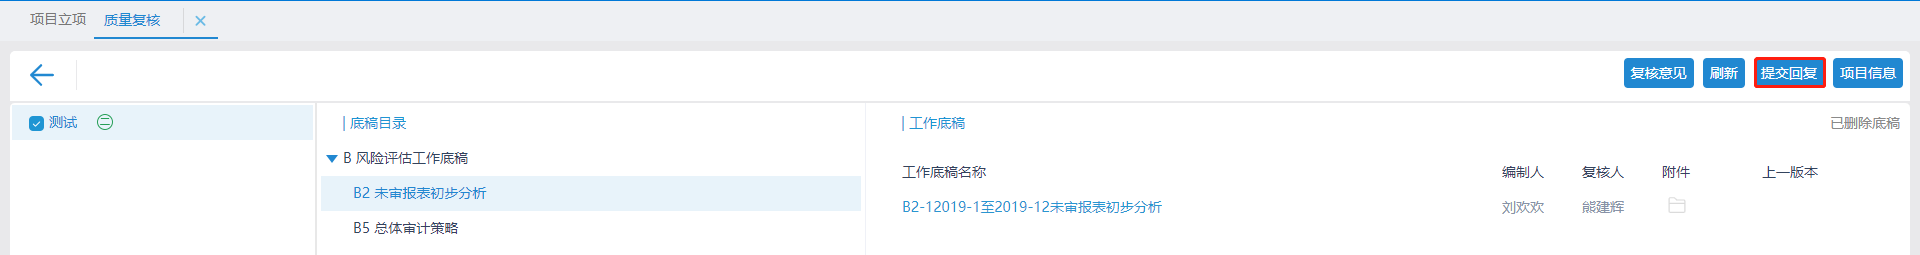 项目立项 质量复核
复核意见 刷新 提交回复 项目信息
测试 二
底稿目录
B 风险评估工作底稿
B2 未审报表初步分析
B5 总体审计策略
工作底稿 已删除底稿
工作底稿名称 编制人 复核人 附件 上一版本
B2-12019-1至2019-12未审报表初步分析 刘欢欢 熊建辉